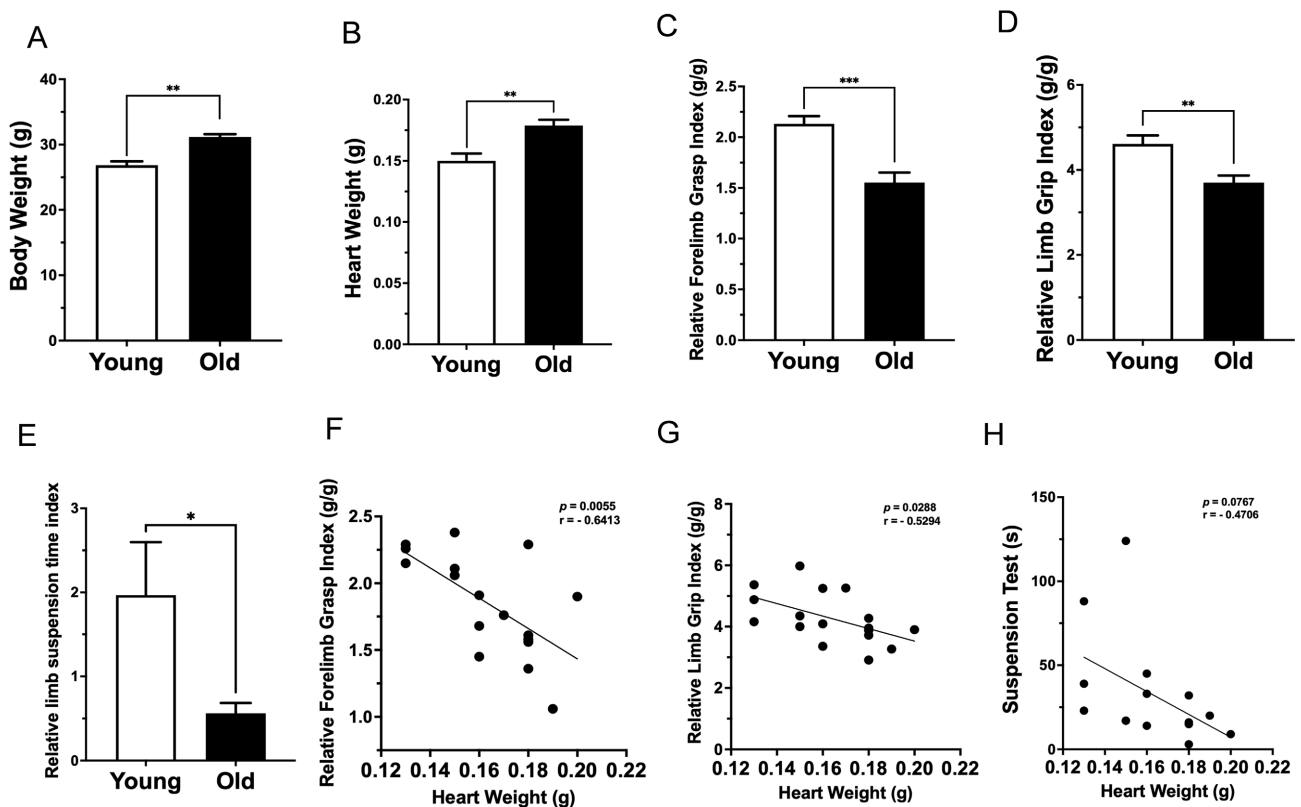 A
Body Weight (g)
40
30
20
10
0
**
Young Old
B
Heart Weight (g)
0.20
0.15
0.10
0.05
0.00
**
Young Old
C
Relative Forelimb Grasp Index (g/g)
2.5
2.0
1.5
1.0
0.5
0.0
***
Young Old
D
Relative Limb Grip Index (g/g)
6
4
2
0
**
Young Old
E
Relative limb suspension time index
3
2
1
0
*
Young Old
F
Relative Forelimb Grasp Index (g/g)
2.5
2.0
1.5
1.0
p = 0.0055
r = - 0.6413
0.12 0.14 0.16 0.18 0.20 0.22
Heart Weight (g)
G
Relative Limb Grip Index (g/g)
8
6
4
2
0
p = 0.0288
r = - 0.5294
0.12 0.14 0.16 0.18 0.20 0.22
Heart Weight (g)
H
Suspension Test (s)
150
100
50
0
p = 0.0767
r = - 0.4706
0.12 0.14 0.16 0.18 0.20 0.22
Heart Weight (g)